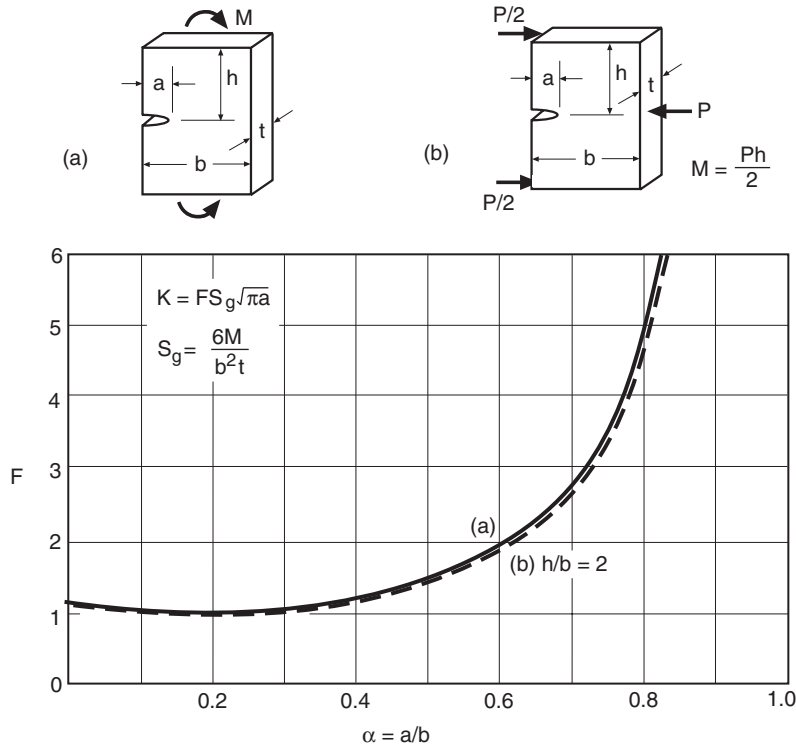 M
a
h
t
b
(a)
P/2
a
h
t
P
b
(b)
P/2
M = Ph/2
K = FS_g√πa
S_g = 6M/b²t
6
5
4
3
2
1
0
F
(a)
(b) h/b = 2
0.2
0.4
0.6
0.8
1.0
α = a/b